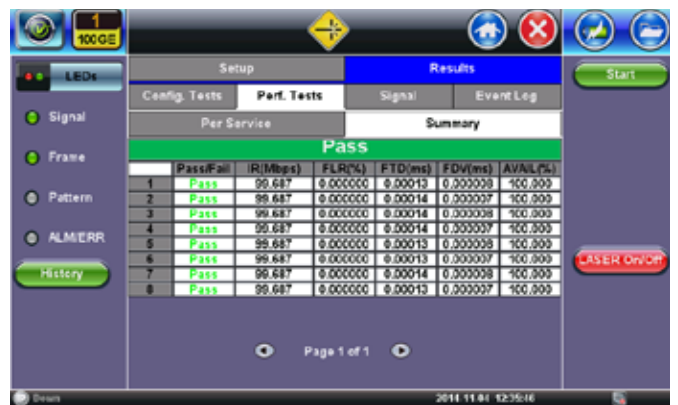 1
100 GE
LEDs
Setup
Results
Start
Config. Tests
Perf. Tests
Signal
Event Log
Signal
Per Service
Summary
Pass
Frame
Pass/Fail IR(Mbps) FLR(%) FTD(ms) FDV(ms) AVAIL(%)
1 Pass 99.687 0.000000 0.00013 0.000008 100.000
2 Pass 99.687 0.000000 0.00014 0.000007 100.000
3 Pass 99.687 0.000000 0.00014 0.000008 100.000
4 Pass 99.687 0.000000 0.00014 0.000007 100.000
5 Pass 99.687 0.000000 0.00013 0.000008 100.000
6 Pass 99.687 0.000000 0.00013 0.000007 100.000
7 Pass 99.687 0.000000 0.00014 0.000008 100.000
8 Pass 99.687 0.000000 0.00013 0.000007 100.000
Pattern
ALM/ERR
History
LASER On/Off
Page 1 of 1
2014-11-04 12:35:46